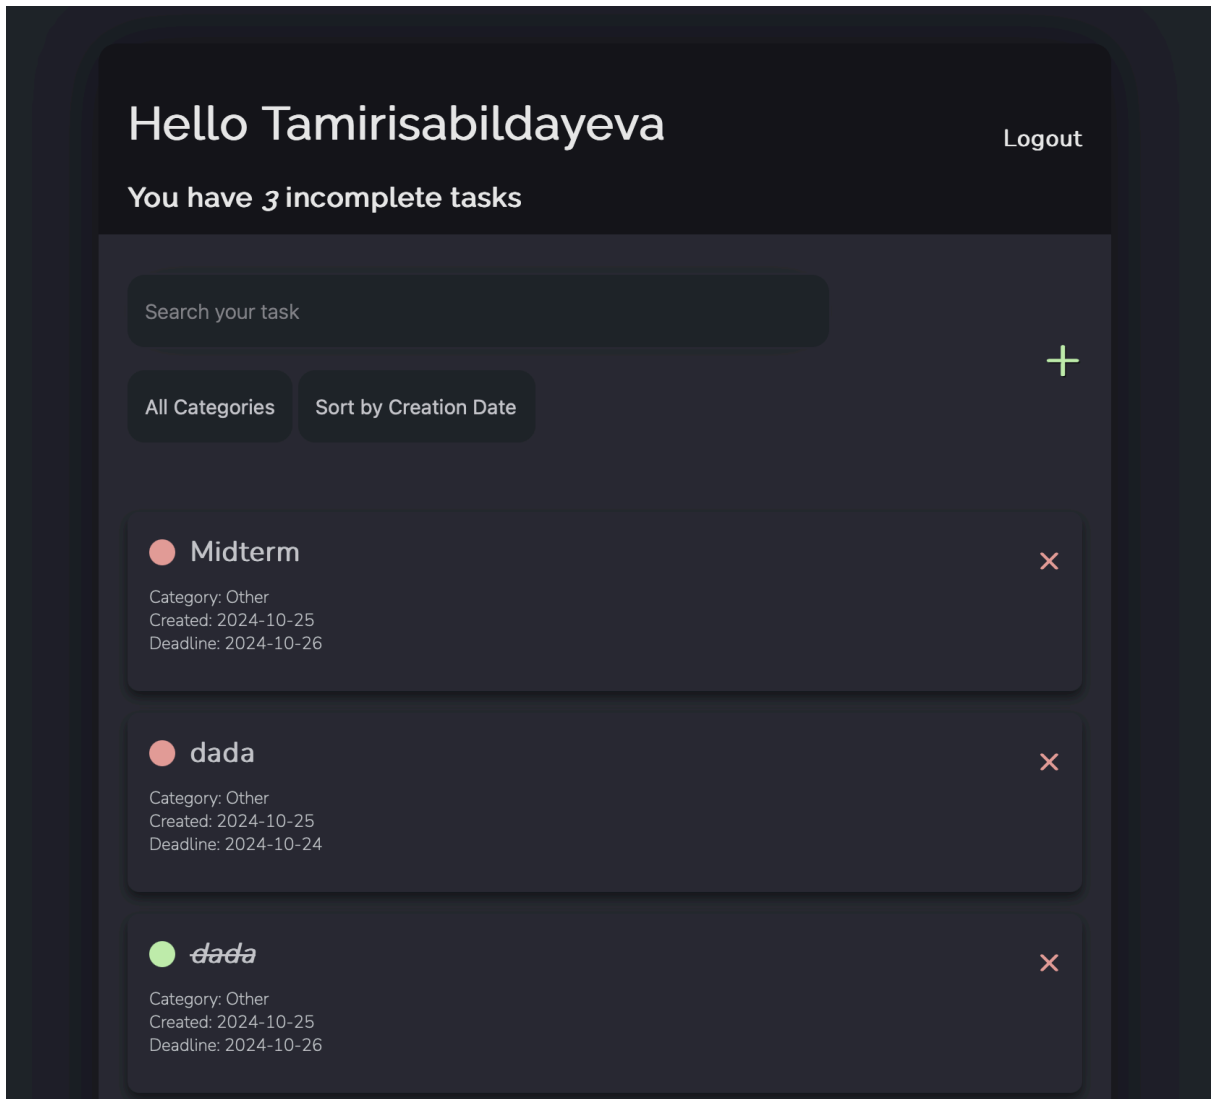 Hello Tamirisabildayeva
Logout
You have 3 incomplete tasks
Search your task
All Categories
Sort by Creation Date
Midterm
Category: Other
Created: 2024-10-25
Deadline: 2024-10-26
dada
Category: Other
Created: 2024-10-25
Deadline: 2024-10-24
dada
Category: Other
Created: 2024-10-25
Deadline: 2024-10-26